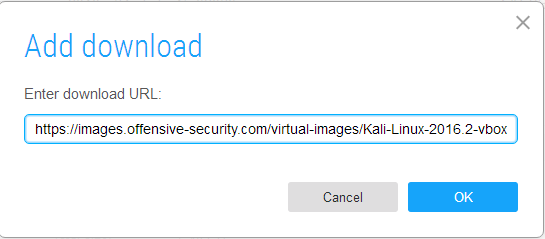 Add download
Enter download URL:
https://images.offensive-security.com/virtual-images/Kali-Linux-2016.2-vbox
Cancel
OK